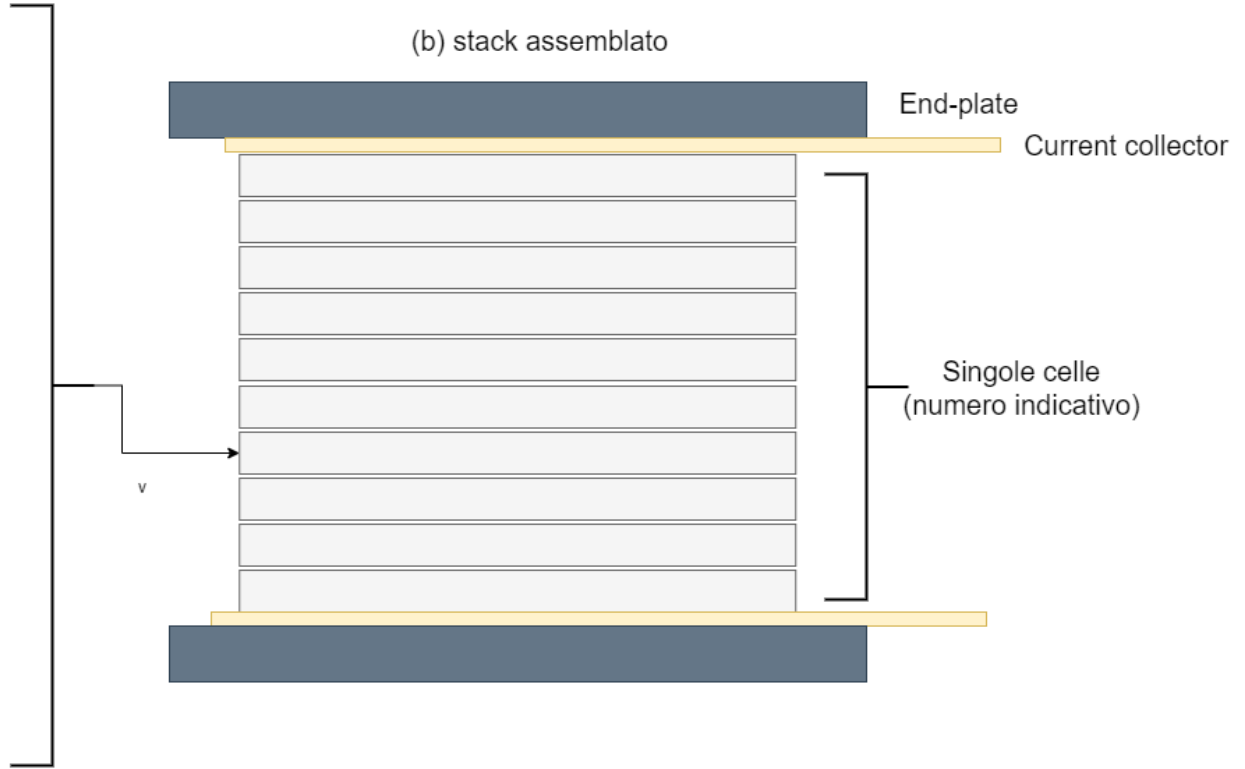 (b) stack assemblato
End-plate
Current collector
Singole celle
(numero indicativo)
v